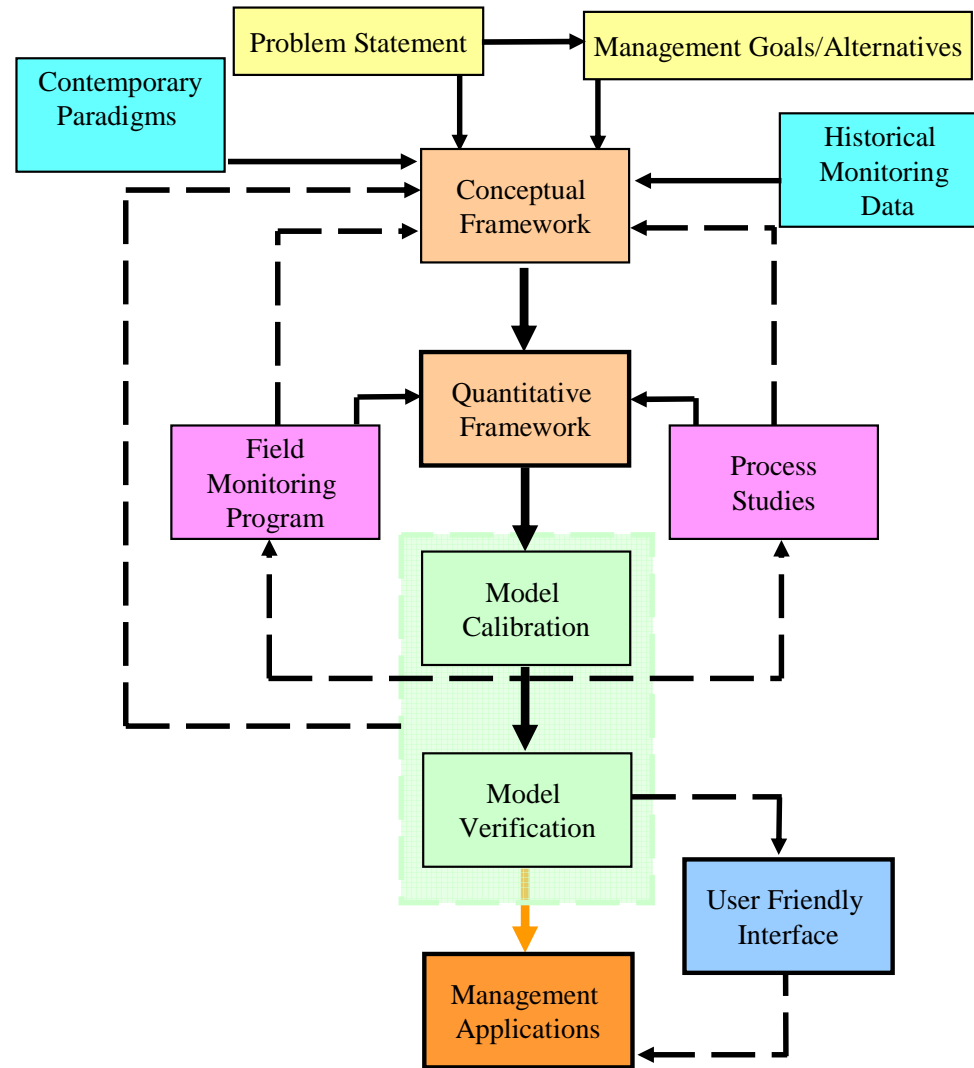 Problem Statement
Management Goals/Alternatives
Contemporary
Paradigms
Historical
Monitoring
Data
Conceptual
Framework
Quantitative
Framework
Field
Monitoring
Program
Process
Studies
Model
Calibration
Model
Verification
User Friendly
Interface
Management
Applications